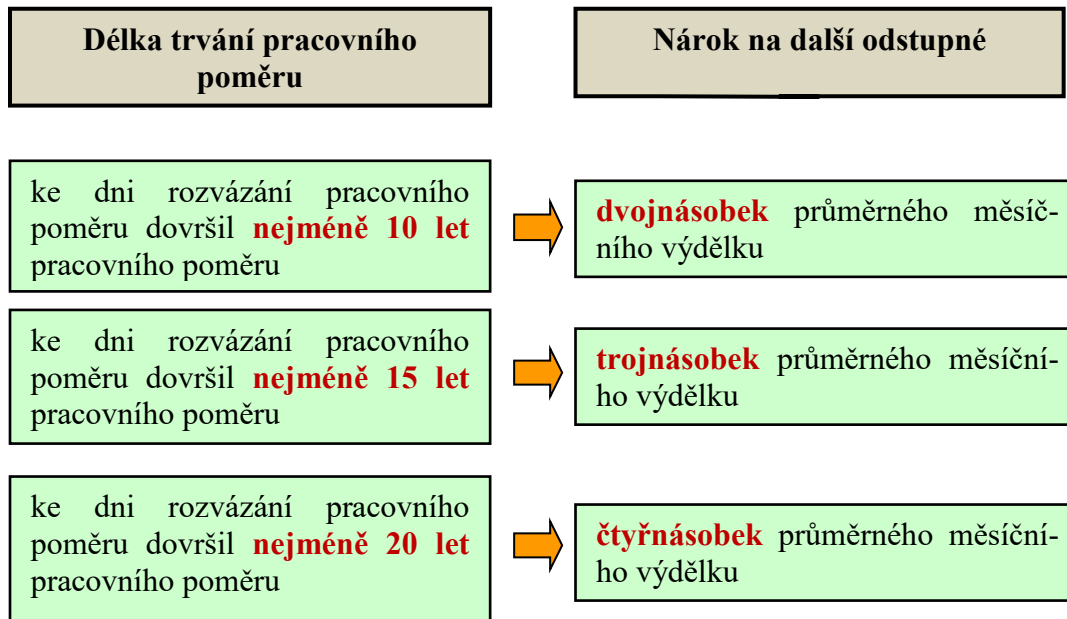 Délka trvání pracovního
poměru
Nárok na další odstupné
ke dni rozvázání pracovního
poměru dovršil nejméně 10 let
pracovního poměru
dvojnásobek průměrného měsíč-
ního výdělku
ke dni rozvázání pracovního
poměru dovršil nejméně 15 let
pracovního poměru
trojnásobek průměrného měsíční-
ho výdělku
ke dni rozvázání pracovního
poměru dovršil nejméně 20 let
pracovního poměru
čtyřnásobek průměrného měsíční-
ho výdělku